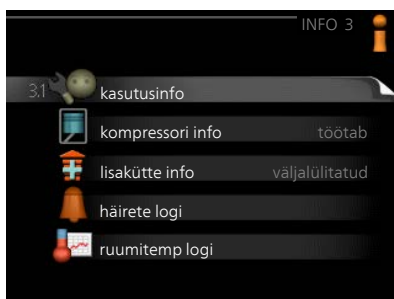 INFO 3
3.1 kasutusinfo
kompressori info töötab
lisakütte info väljalülitatud
häirete logi
ruumitemp logi